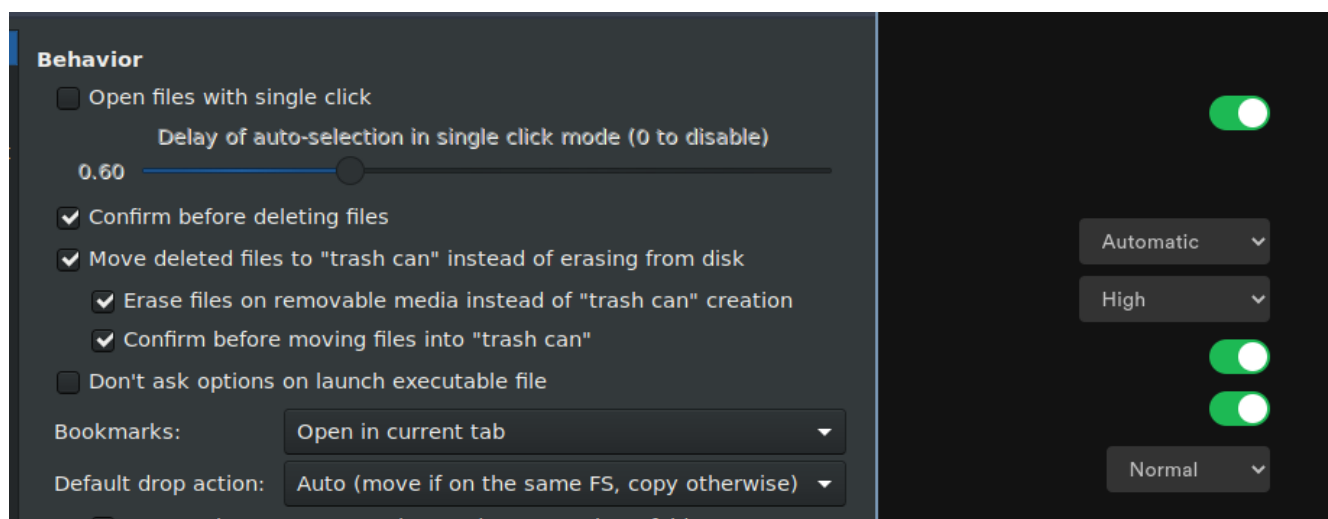 Behavior
Open files with single click
Delay of auto-selection in single click mode (0 to disable)
0.60
Confirm before deleting files
Move deleted files to "trash can" instead of erasing from disk
Erase files on removable media instead of "trash can" creation
Confirm before moving files into "trash can"
Don't ask options on launch executable file
Bookmarks: Open in current tab
Default drop action: Auto (move if on the same FS, copy otherwise)
Automatic
High
Normal